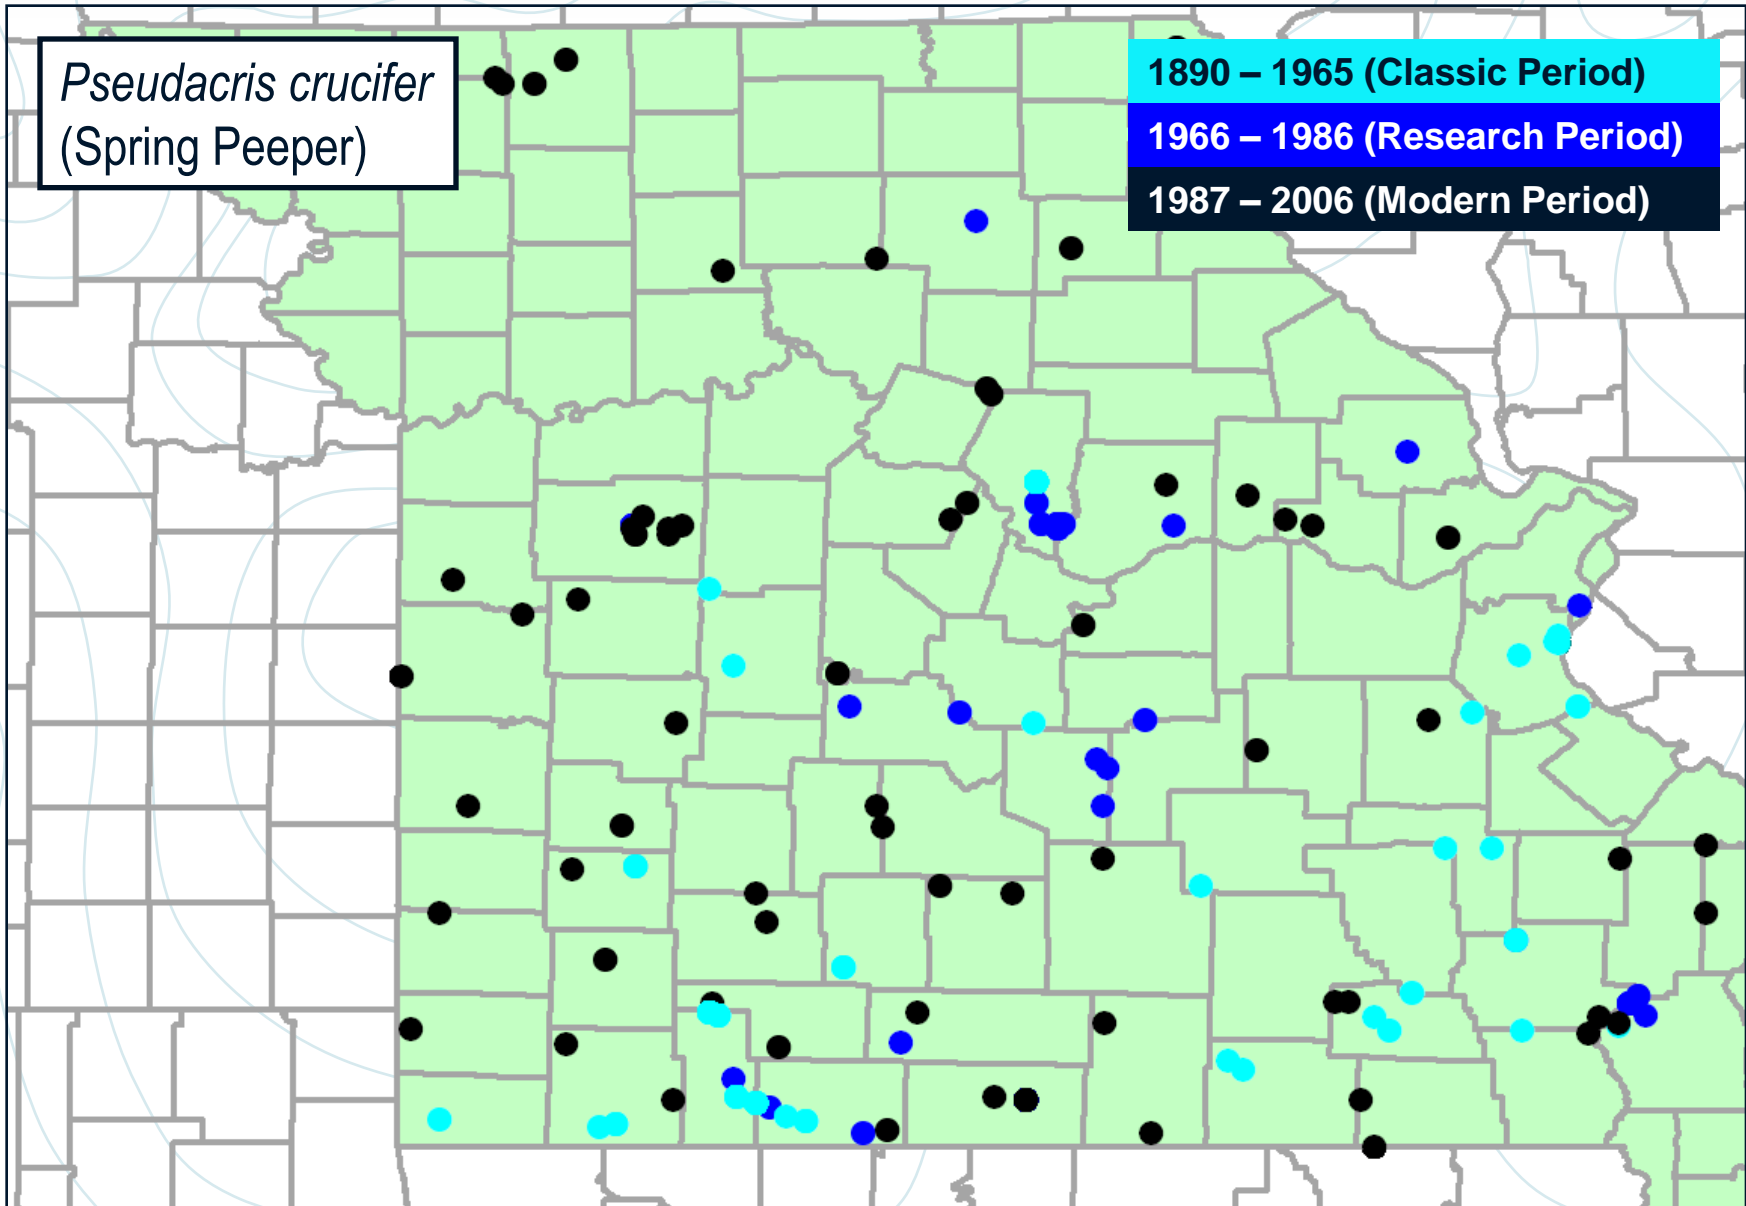 Pseudacris crucifer
(Spring Peeper)
1890 – 1965 (Classic Period)
1966 – 1986 (Research Period)
1987 – 2006 (Modern Period)